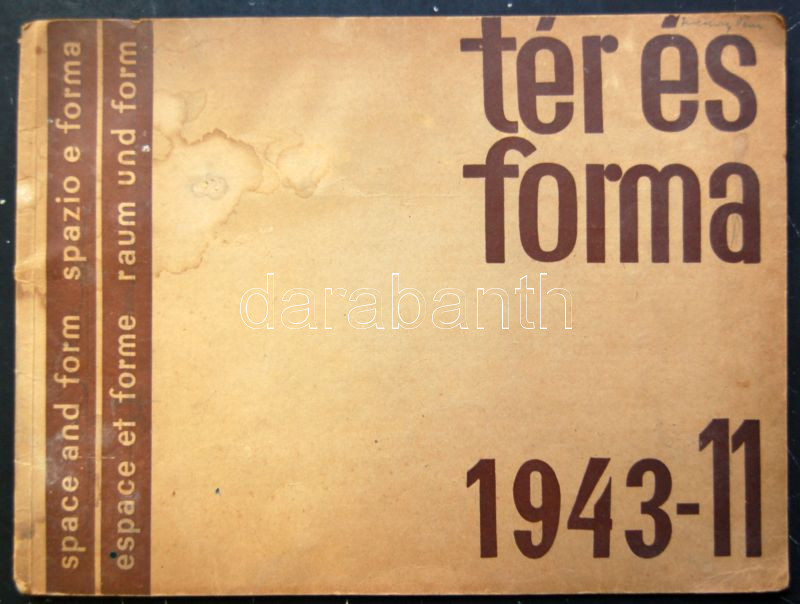 tér és
forma
1943-11
space and form spazio e forma
espace et forme raum und form
darabanth